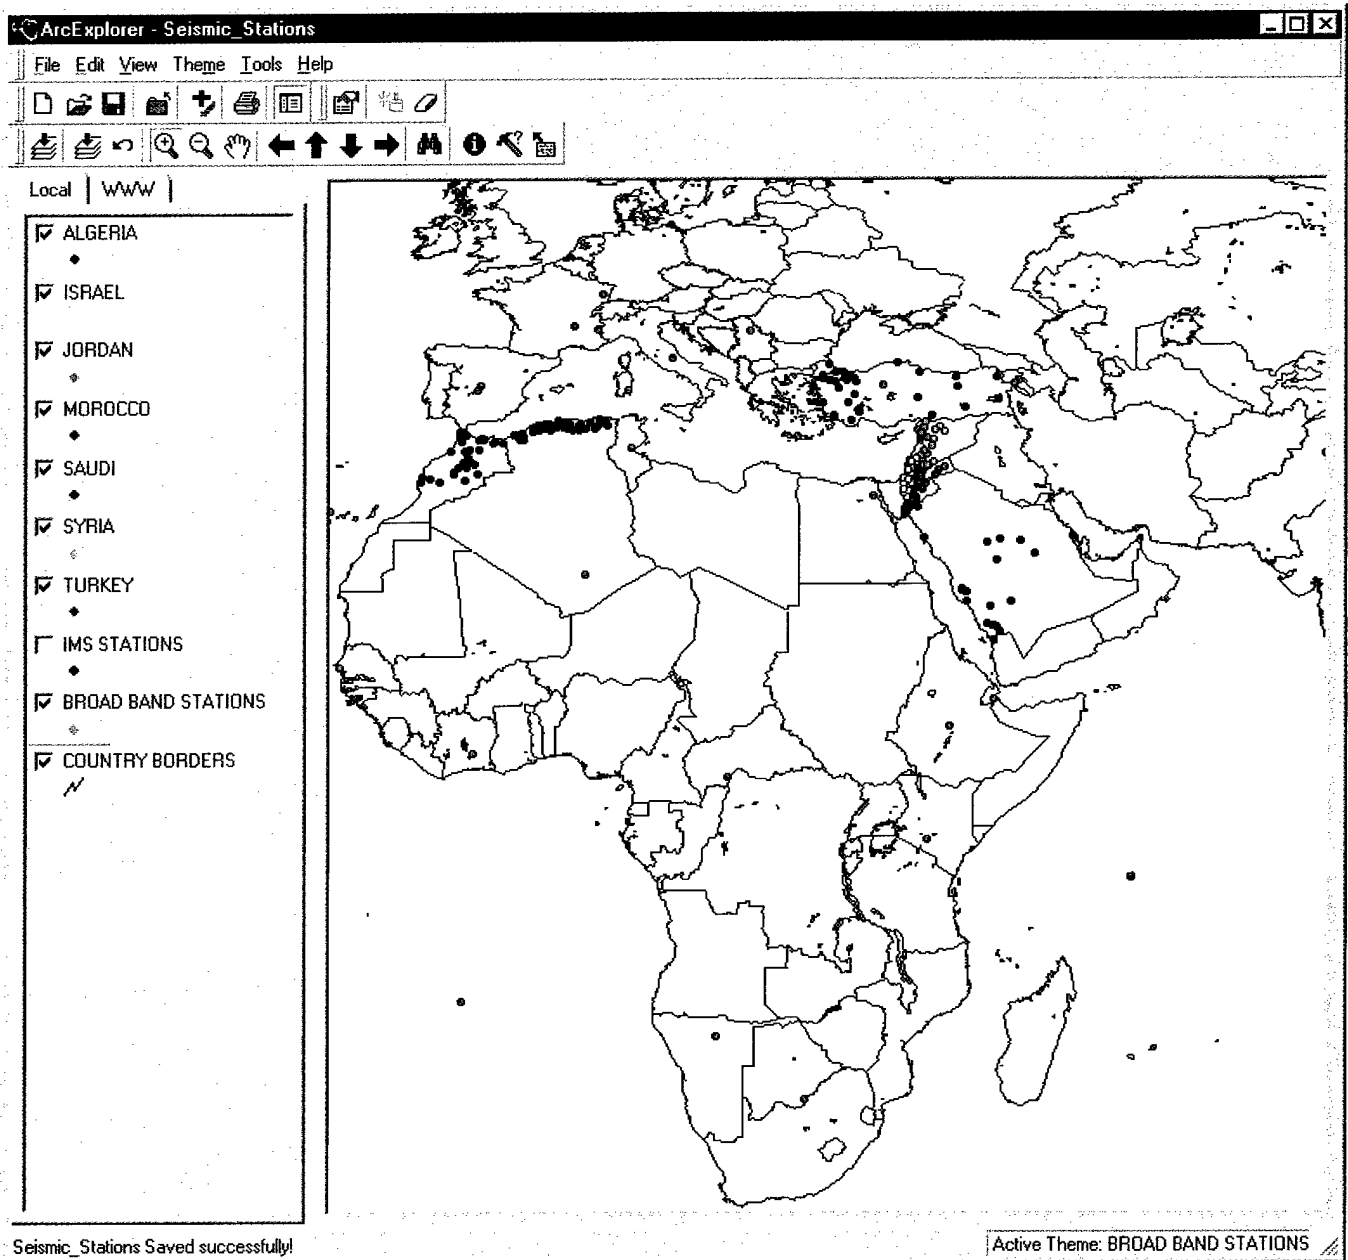 ArcExplorer - Seismic_Stations
File Edit View Theme Tools Help
Local WWW
ALGERIA
ISRAEL
JORDAN
MOROCCO
SAUDI
SYRIA
TURKEY
IMS STATIONS
BROAD BAND STATIONS
COUNTRY BORDERS
Seismic_Stations Saved successfully!
Active Theme: BROAD BAND STATIONS